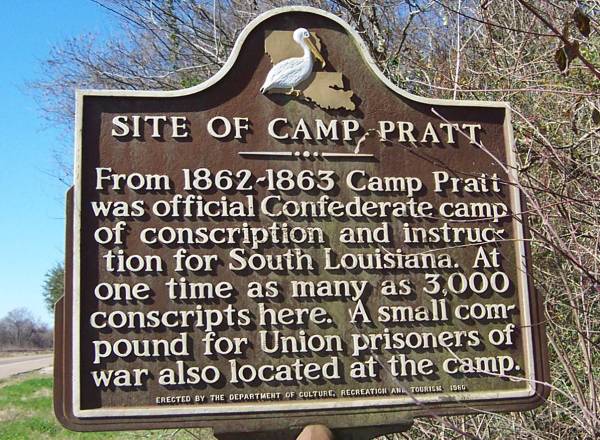 SITE OF CAMP PRATT
From 1862-1863 Camp Pratt
was official Confederate camp
of conscription and instruc-
tion for South Louisiana. At
one time as many as 3,000
conscripts here. A small com-
pound for Union prisoners of
war also located at the camp.
ERECTED BY THE DEPARTMENT OF CULTURE, RECREATION AND TOURISM 1980